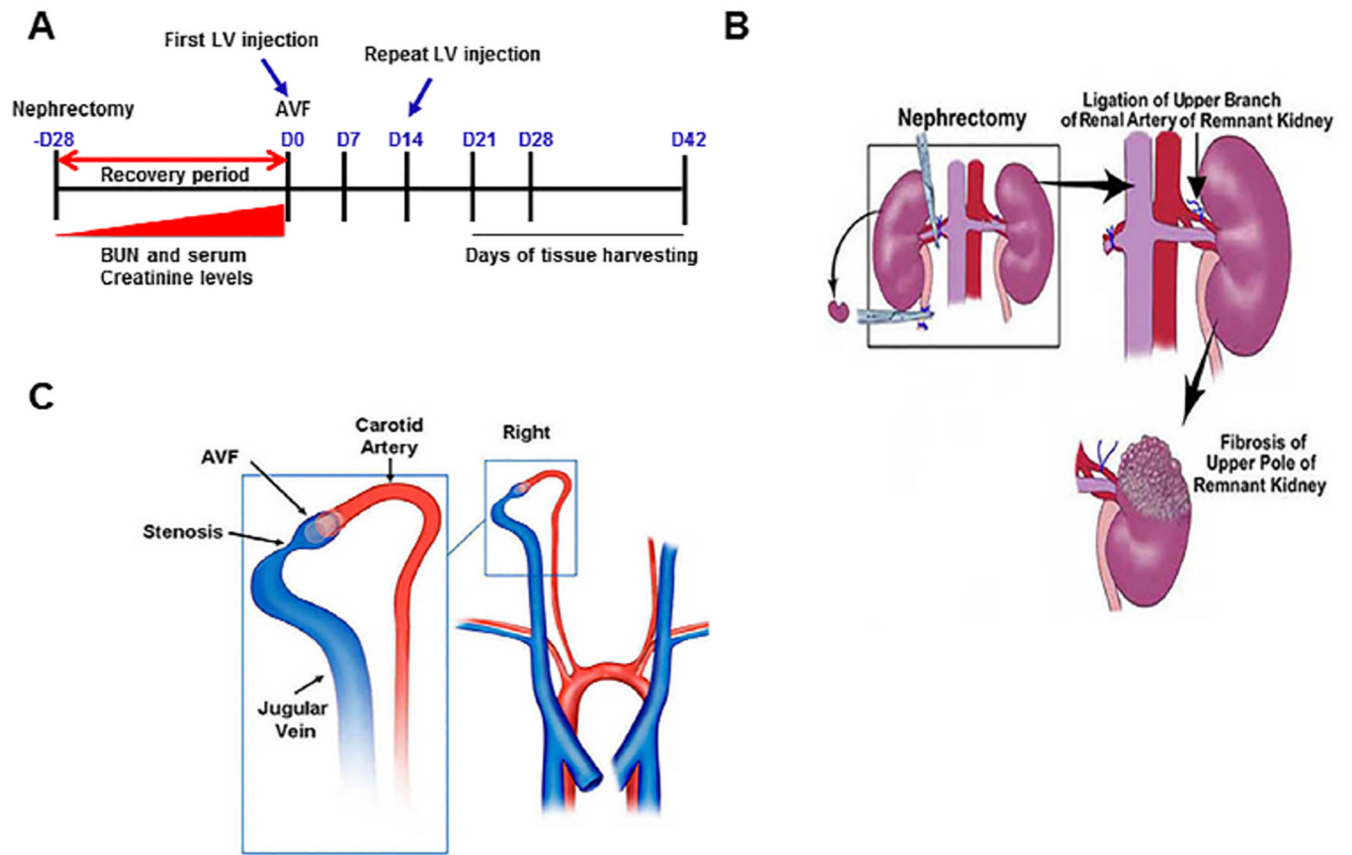 A
First LV injection
Repeat LV injection
Nephrectomy
AVF
-D28
D0
D7
D14
D21
D28
D42
Recovery period
BUN and serum
Creatinine levels
Days of tissue harvesting
B
Nephrectomy
Ligation of Upper Branch
of Renal Artery of Remnant Kidney
Fibrosis of
Upper Pole of
Remnant Kidney
C
AVF
Carotid
Artery
Stenosis
Jugular
Vein
Right